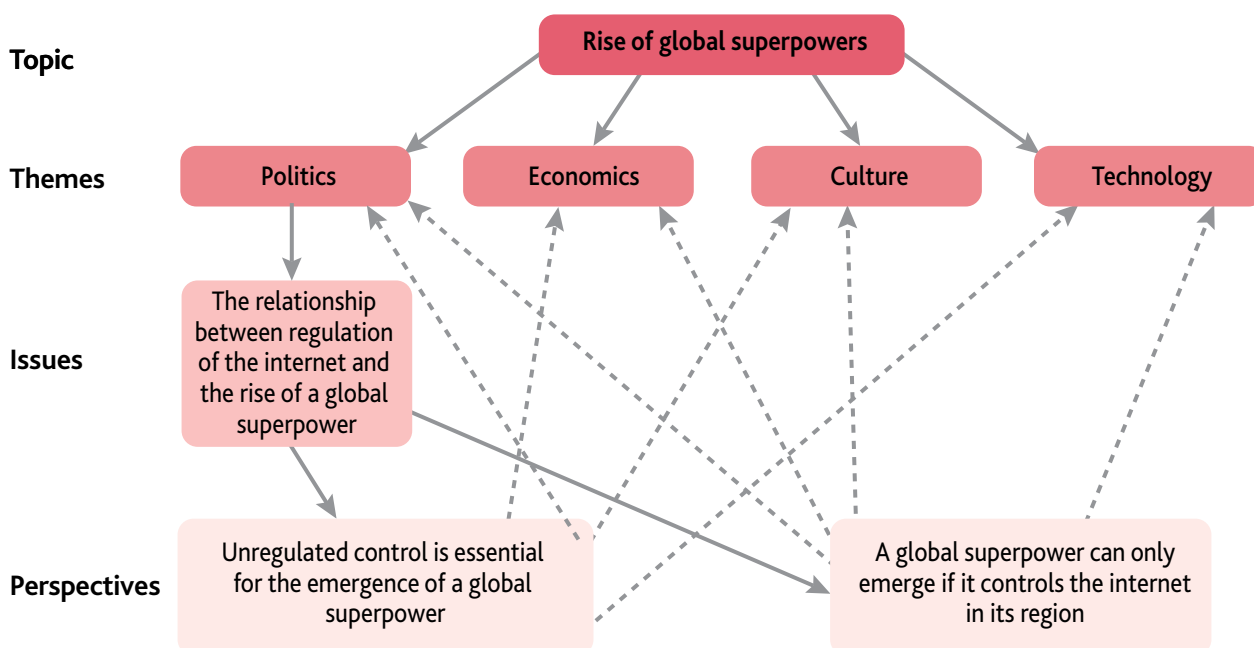 Topic
Rise of global superpowers
Themes
Politics
Economics
Culture
Technology
Issues
The relationship
between regulation
of the internet and
the rise of a global
superpower
Perspectives
Unregulated control is essential
for the emergence of a global
superpower
A global superpower can only
emerge if it controls the internet
in its region